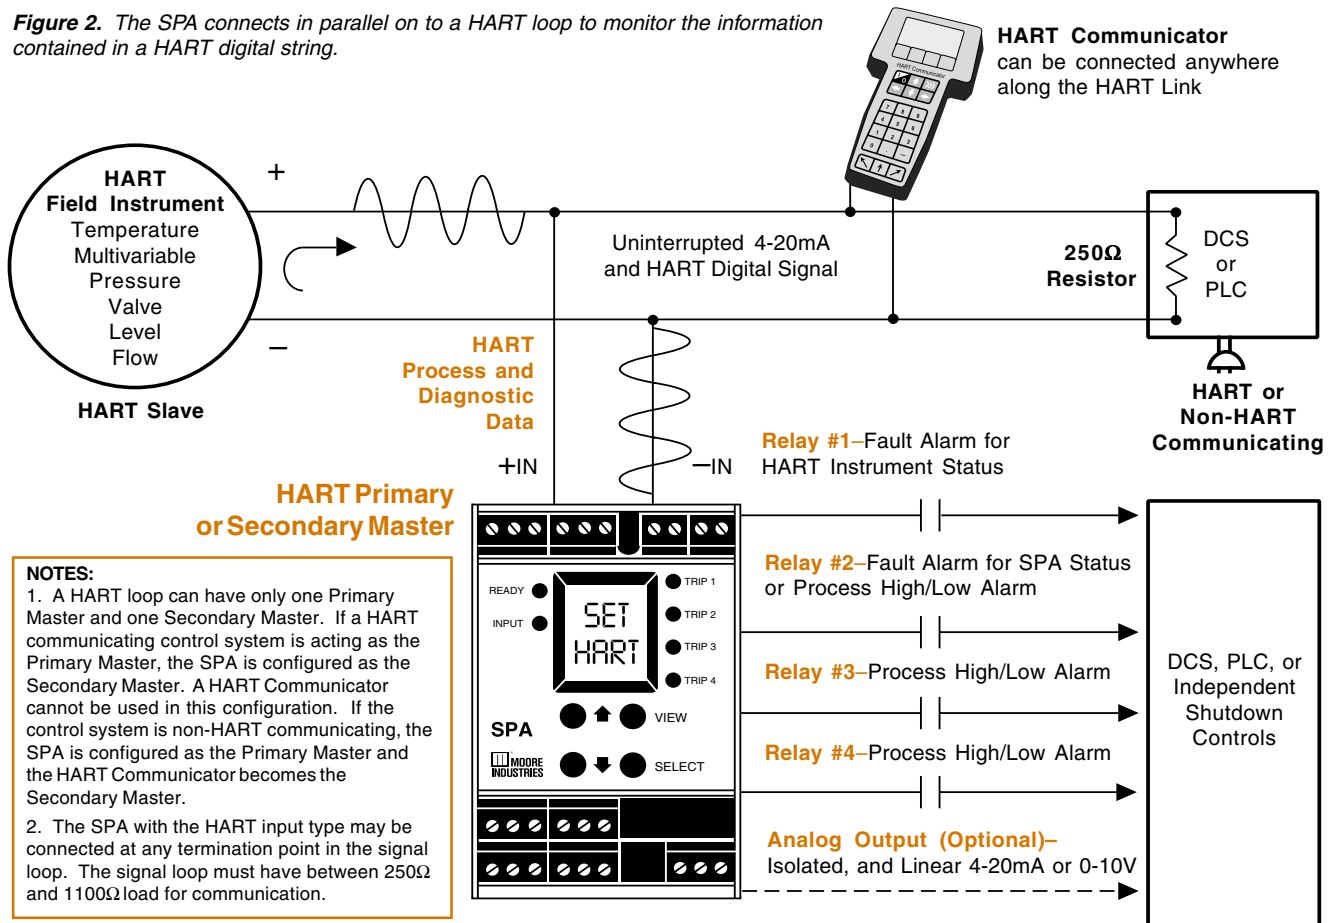 Figure 2. The SPA connects in parallel on to a HART loop to monitor the information
contained in a HART digital string.
HART Communicator
can be connected anywhere
along the HART Link
HART Communicator
I
O
7 8 9
4 5 6
1 2 3
0 . —
HART
Field Instrument
Temperature
Multivariable
Pressure
Valve
Level
Flow
+
–
HART Slave
Uninterrupted 4-20mA
and HART Digital Signal
250Ω
Resistor
DCS
or
PLC
HART or
Non-HART
Communicating
HART
Process and
Diagnostic
Data
+IN
–IN
HART Primary
or Secondary Master
NOTES:
1. A HART loop can have only one Primary
Master and one Secondary Master. If a HART
communicating control system is acting as the
Primary Master, the SPA is configured as the
Secondary Master. A HART Communicator
cannot be used in this configuration. If the
control system is non-HART communicating, the
SPA is configured as the Primary Master and
the HART Communicator becomes the
Secondary Master.
2. The SPA with the HART input type may be
connected at any termination point in the signal
loop. The signal loop must have between 250Ω
and 1100Ω load for communication.
READY
INPUT
SET
HART
TRIP 1
TRIP 2
TRIP 3
TRIP 4
SPA
VIEW
MOORE
INDUSTRIES
SELECT
Relay #1–Fault Alarm for
HART Instrument Status
Relay #2–Fault Alarm for SPA Status
or Process High/Low Alarm
Relay #3–Process High/Low Alarm
Relay #4–Process High/Low Alarm
Analog Output (Optional)–
Isolated, and Linear 4-20mA or 0-10V
DCS, PLC, or
Independent
Shutdown
Controls